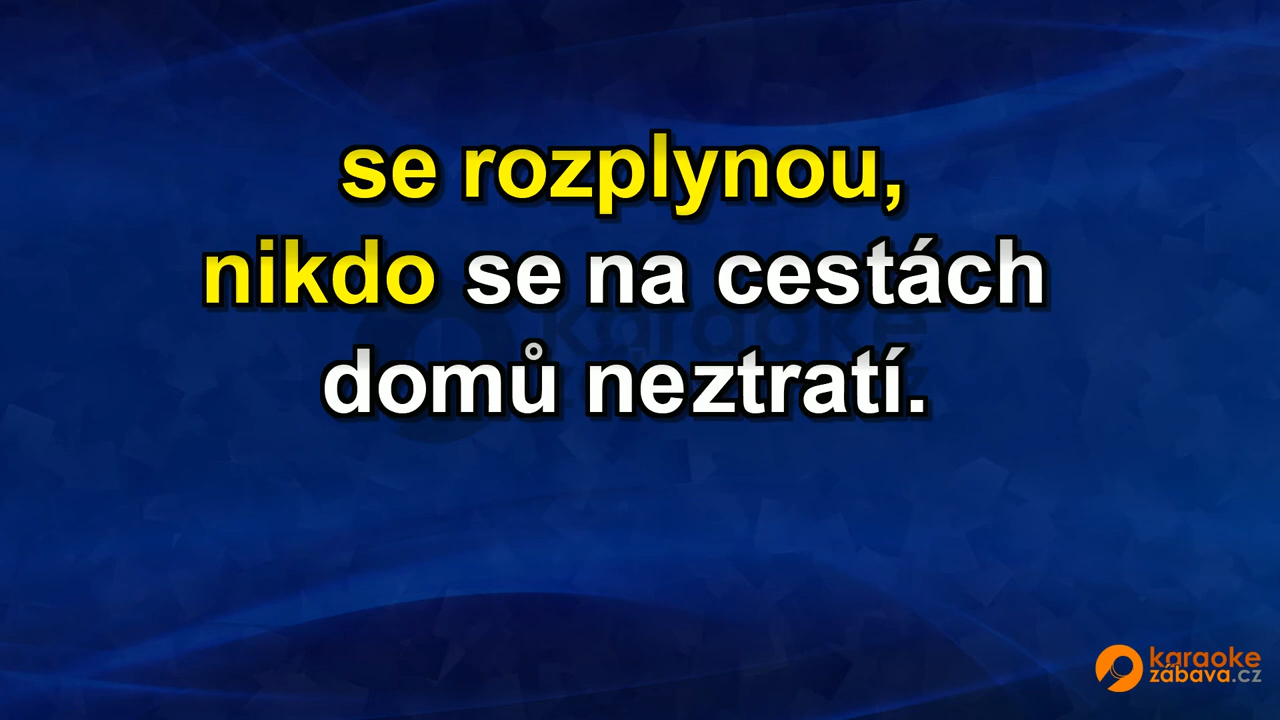 se rozplynou,
nikdo se na cestách
domů neztratí.
karaoke
zábava.cz